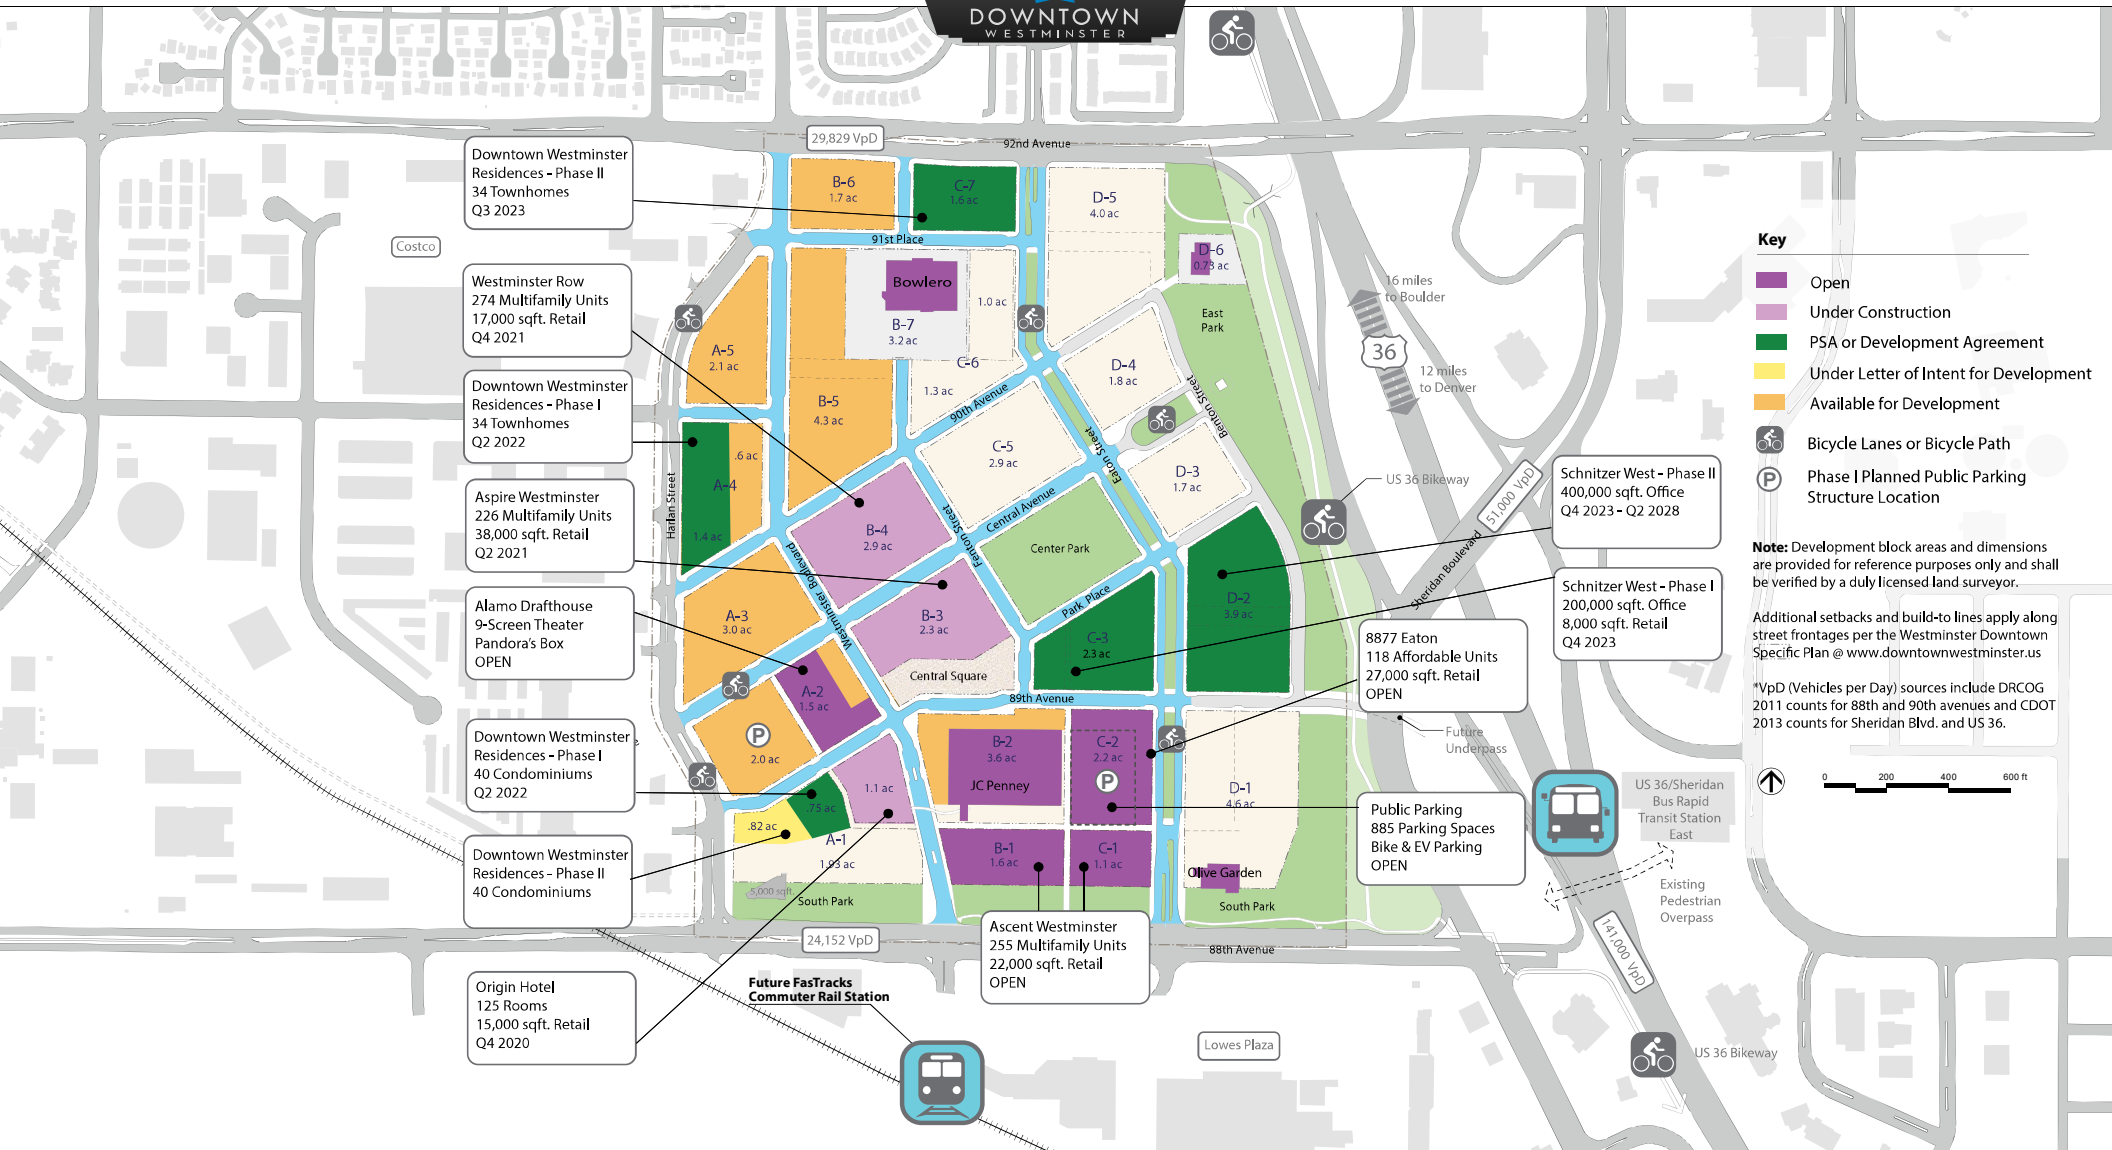 DOWNTOWN
WESTMINSTER
29,829 VpD
92nd Avenue
Downtown Westminster
Residences - Phase II
34 Townhomes
Q3 2023
B-6
1.7 ac
C-7
1.6 ac
D-5
4.0 ac
91st Place
Costco
D-6
0.73 ac
Key
Open
Under Construction
PSA or Development Agreement
Under Letter of Intent for Development
Available for Development
Bicycle Lanes or Bicycle Path
P
Phase I Planned Public Parking
Structure Location
Westminster Row
274 Multifamily Units
17,000 sqft. Retail
Q4 2021
Bowlero
B-7
3.2 ac
1.0 ac
C-6
1.3 ac
East
Park
16 miles
to Boulder
36
12 miles
to Denver
A-5
2.1 ac
D-4
1.8 ac
Benton Street
Benton Street
Downtown Westminster
Residences - Phase I
34 Townhomes
Q2 2022
B-5
4.3 ac
90th Avenue
C-5
2.9 ac
Eaton Street
Eaton Street
D-3
1.7 ac
.6 ac
A-4
1.4 ac
Harlan Street
US 36 Bikeway
51,000 VpD
Sheridan Boulevard
Schnitzer West - Phase II
400,000 sqft. Office
Q4 2023 - Q2 2028
Aspire Westminster
226 Multifamily Units
38,000 sqft. Retail
Q2 2021
B-4
2.9 ac
Fenton Street
Fenton Street
Central Avenue
Center Park
Note: Development block areas and dimensions
are provided for reference purposes only and shall
be verified by a duly licensed land surveyor.
Additional setbacks and build-to lines apply along
street frontages per the Westminster Downtown
Specific Plan @ www.downtownwestminster.us
*VpD (Vehicles per Day) sources include DRCOG
2011 counts for 88th and 90th avenues and CDOT
2013 counts for Sheridan Blvd. and US 36.
0 200 400 600 ft
Schnitzer West - Phase I
200,000 sqft. Office
8,000 sqft. Retail
Q4 2023
Alamo Drafthouse
9-Screen Theater
Pandora's Box
OPEN
A-3
3.0 ac
Westminster Boulevard
Westminster Boulevard
B-3
2.3 ac
Park Place
D-2
3.9 ac
C-3
2.3 ac
Central Square
89th Avenue
8877 Eaton
118 Affordable Units
27,000 sqft. Retail
OPEN
A-2
1.5 ac
P
2.0 ac
Downtown Westminster
Residences - Phase I
40 Condominiums
Q2 2022
B-2
3.6 ac
JC Penney
C-2
2.2 ac
P
D-1
4.6 ac
Future
Underpass
Public Parking
885 Parking Spaces
Bike & EV Parking
OPEN
US 36/Sheridan
Bus Rapid
Transit Station
East
1.1 ac
.75 ac
.82 ac
A-1
1.93 ac
B-1
1.6 ac
C-1
1.1 ac
Olive Garden
Downtown Westminster
Residences - Phase II
40 Condominiums
5,000 sqft.
South Park
South Park
Existing
Pedestrian
Overpass
24,152 VpD
88th Avenue
141,000 VpD
Ascent Westminster
255 Multifamily Units
22,000 sqft. Retail
OPEN
Origin Hotel
125 Rooms
15,000 sqft. Retail
Q4 2020
Future FasTracks
Commuter Rail Station
Lowes Plaza
US 36 Bikeway